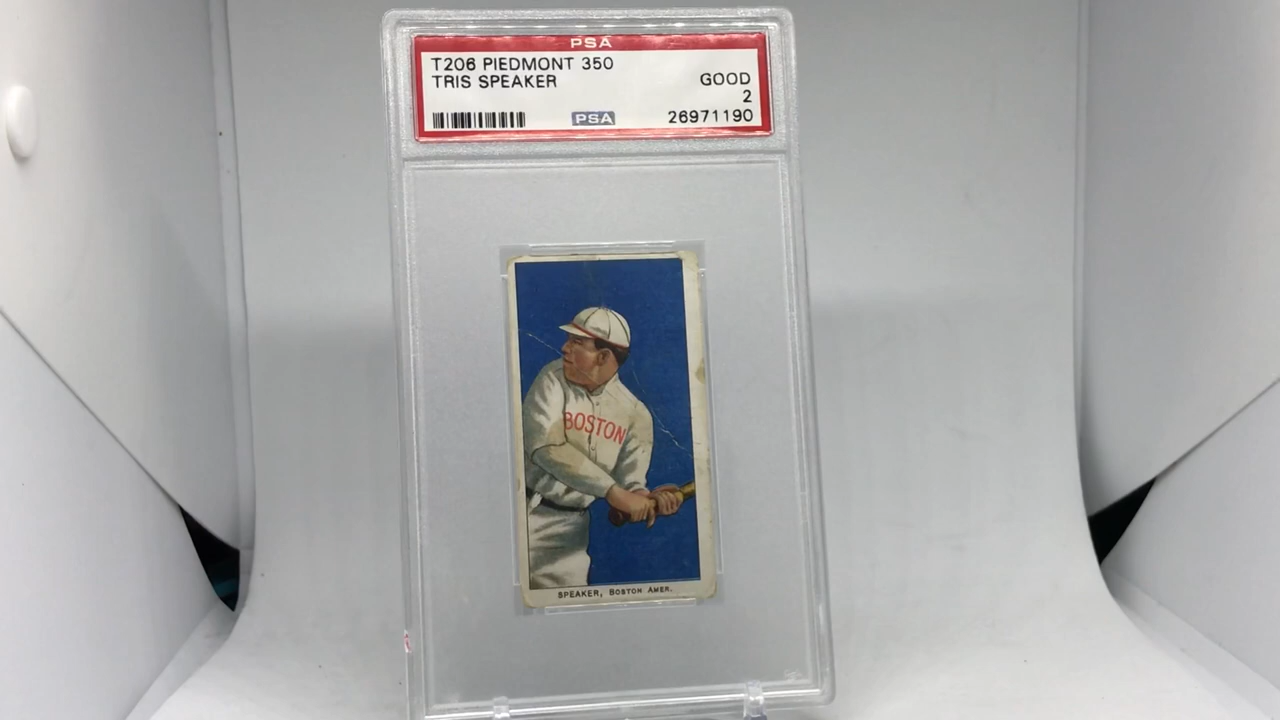 PSA
T206 PIEDMONT 350
TRIS SPEAKER
GOOD
2
PSA
26971190
BOSTON
SPEAKER, BOSTON AMER.